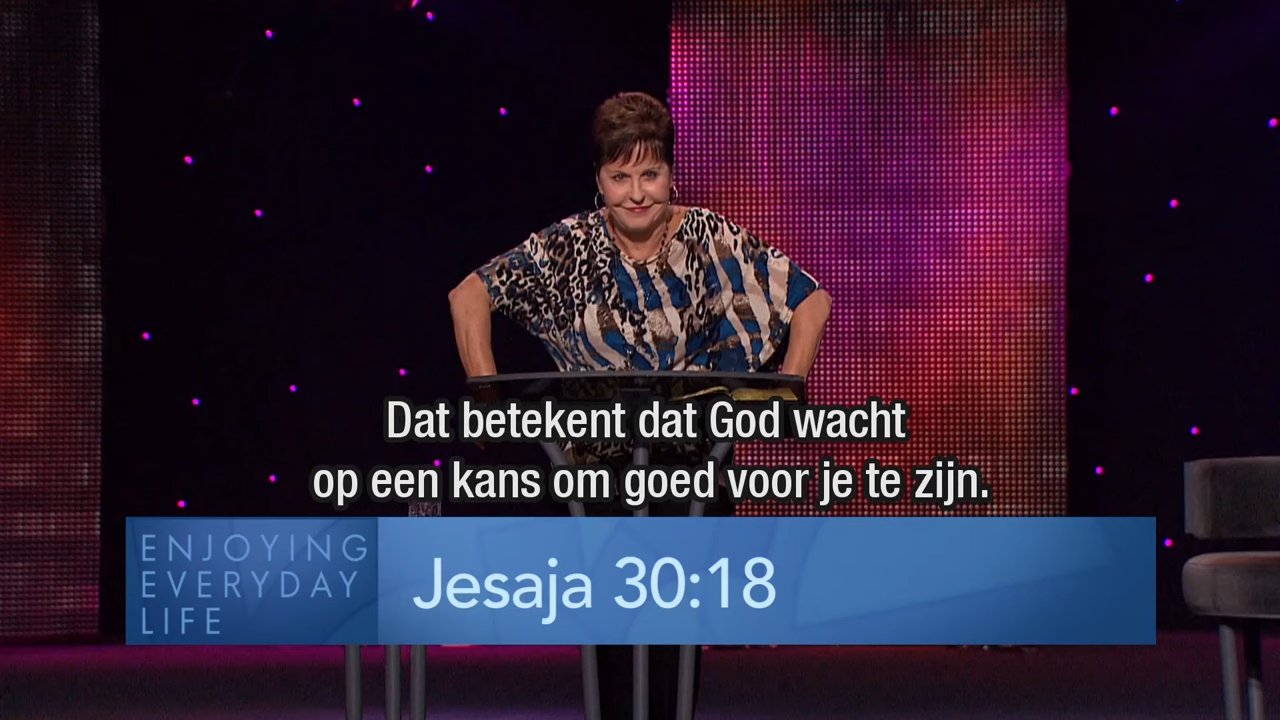 Dat betekent dat God wacht
op een kans om goed voor je te zijn.
ENJOYING
EVERYDAY
LIFE
Jesaja 30:18